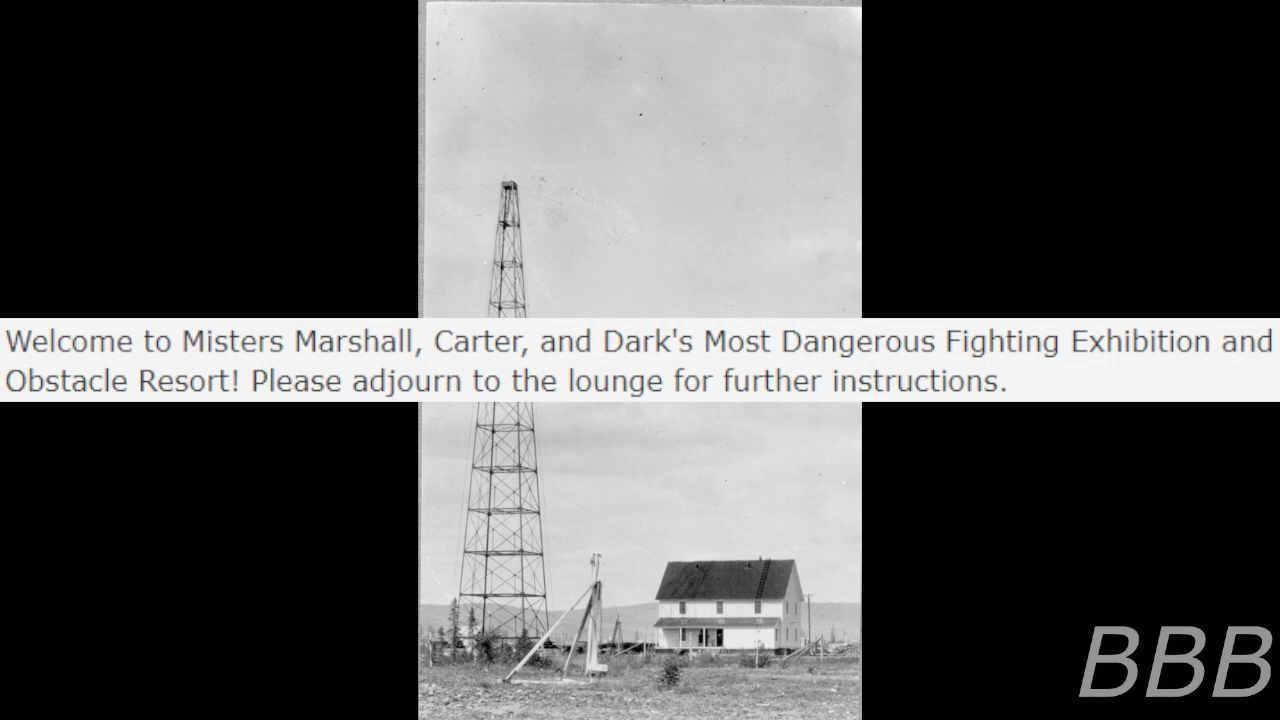 Welcome to Misters Marshall, Carter, and Dark's Most Dangerous Fighting Exhibition and
Obstacle Resort! Please adjourn to the lounge for further instructions.
BBB